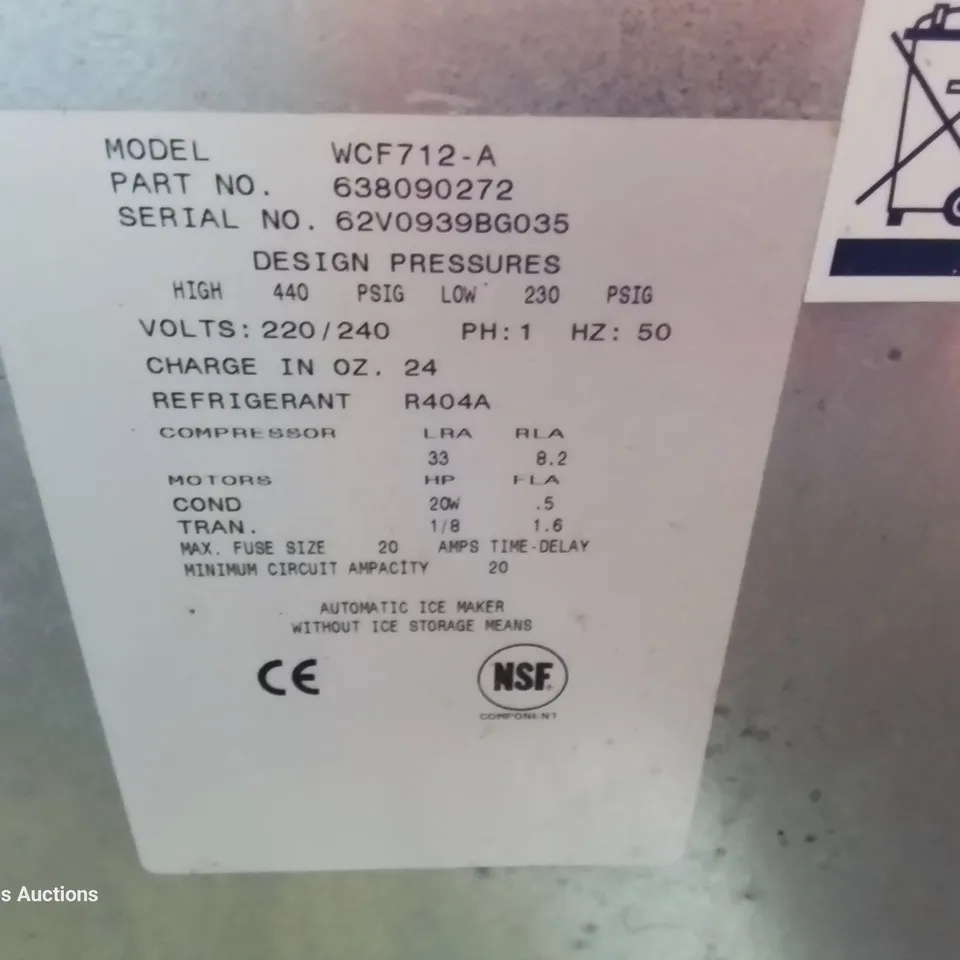 MODEL WCF712-A
PART NO. 638090272
SERIAL NO. 62V0939BG035
DESIGN PRESSURES
HIGH 440 PSIG LOW 230 PSIG
VOLTS: 220/240 PH: 1 HZ: 50
CHARGE IN OZ. 24
REFRIGERANT R404A
COMPRESSOR LRA RLA
33 8.2
MOTORS HP FLA
COND 20W .5
TRAN. 1/8 1.6
MAX. FUSE SIZE 20 AMPS TIME-DELAY
MINIMUM CIRCUIT AMPACITY 20
AUTOMATIC ICE MAKER
WITHOUT ICE STORAGE MEANS
CE NSF
COMPONENT
s Auctions